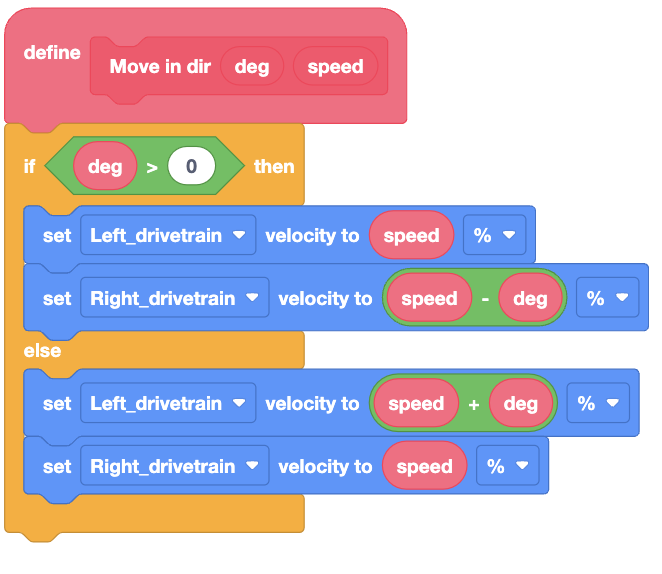 define Move in dir deg speed
if deg > 0 then
set Left_drivetrain velocity to speed %
set Right_drivetrain velocity to speed - deg %
else
set Left_drivetrain velocity to speed + deg %
set Right_drivetrain velocity to speed %